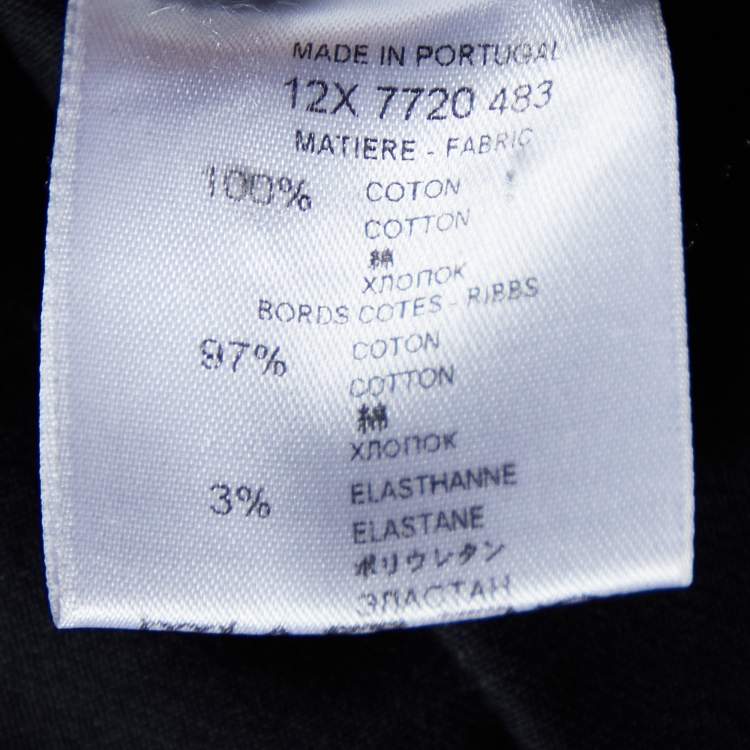 MADE IN PORTUGAL
12X 7720 483
MATIERE - FABRIC
100% COTON
COTTON
綿
ХЛОПОК
BORDS COTES - RIBBS
97% COTON
COTTON
綿
ХЛОПОК
3% ELASTHANNE
ELASTANE
ポリウレタン
ЭЛАСТАН